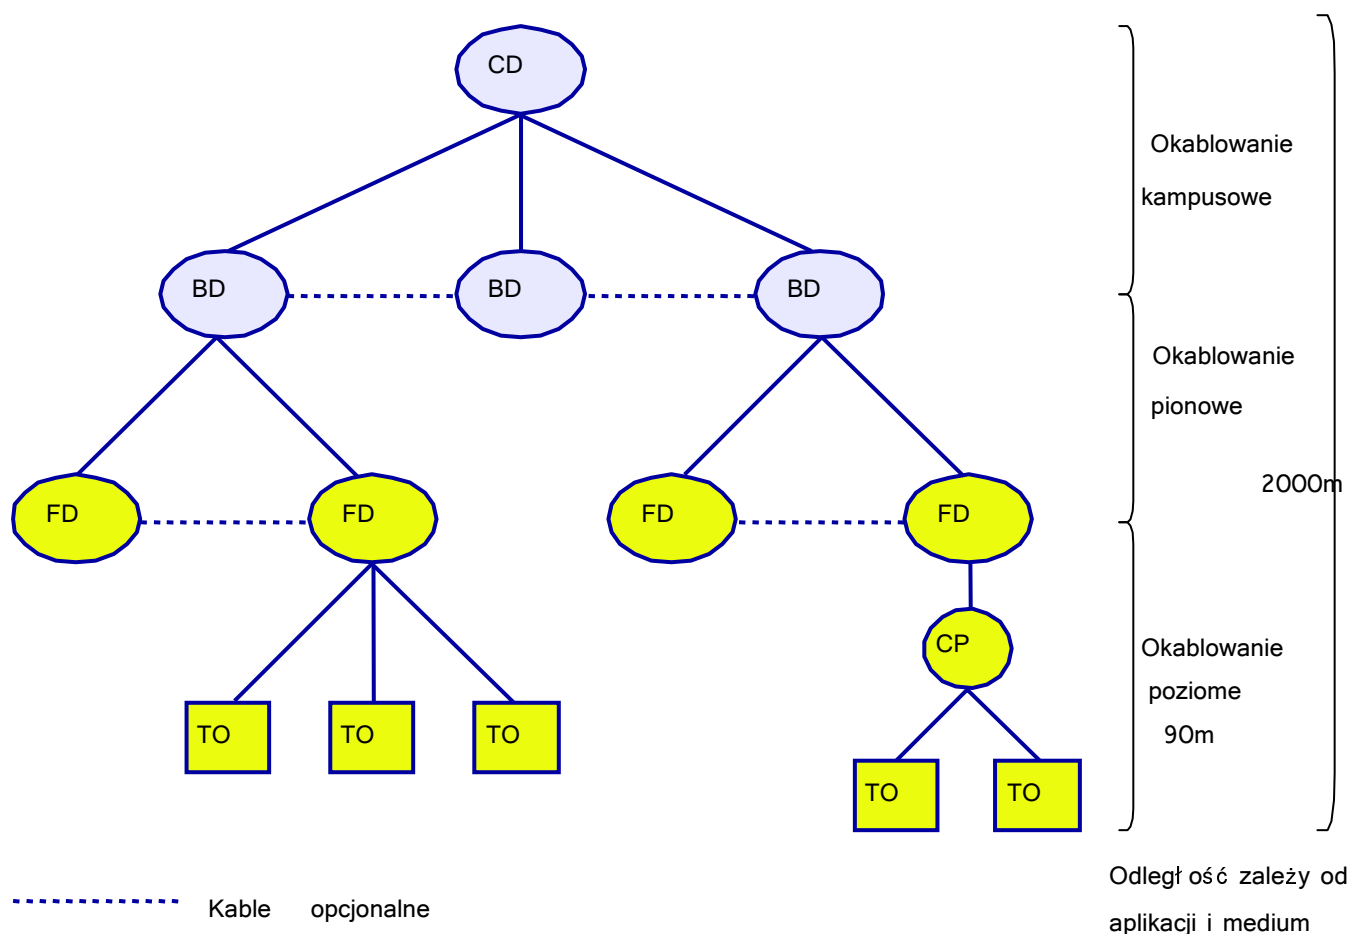 CD
Okablowanie
kampusowe
BD
BD
BD
Okablowanie
pionowe
2000m
FD
FD
FD
FD
CP
Okablowanie
poziome
90m
TO
TO
TO
TO
TO
Odległość zależy od
aplikacji i medium
Kable opcjonalne